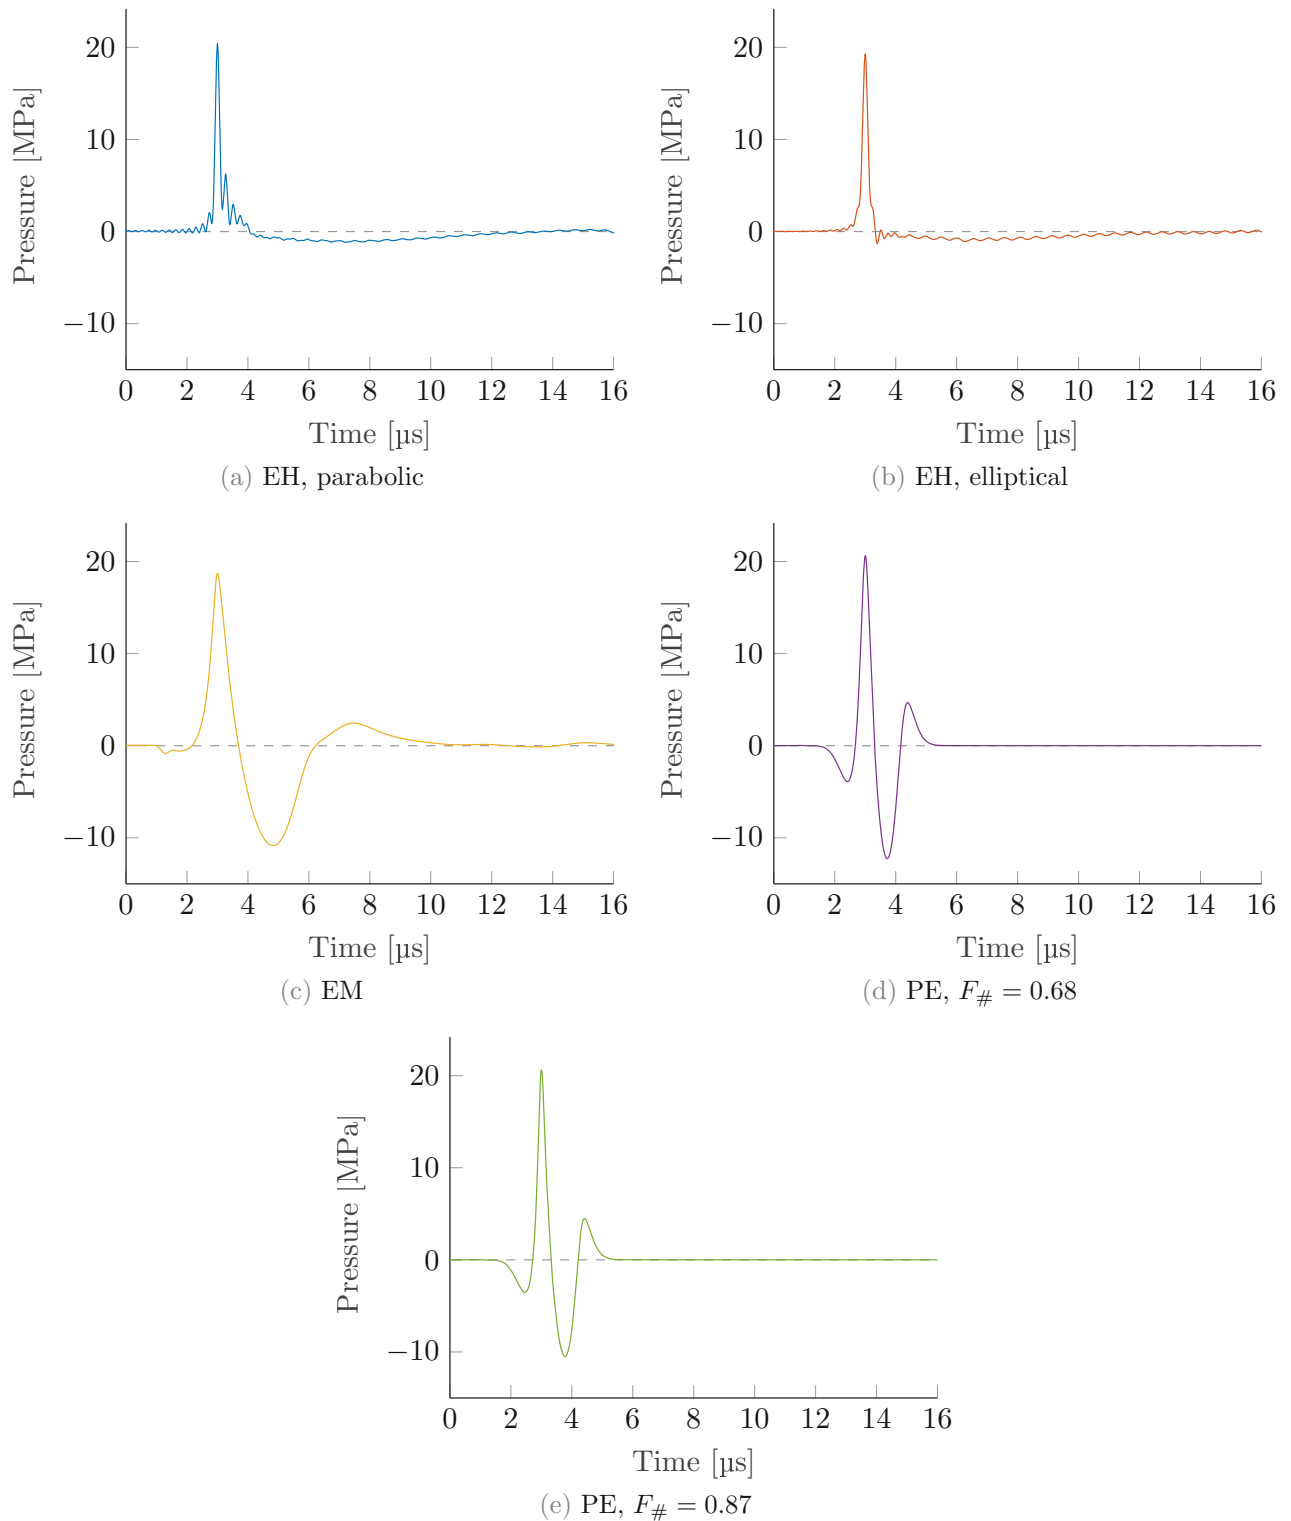 20
10
0
−10
Pressure [MPa]
0 2 4 6 8 10 12 14 16
Time [µs]
(a) EH, parabolic
20
10
0
−10
Pressure [MPa]
0 2 4 6 8 10 12 14 16
Time [µs]
(b) EH, elliptical
20
10
0
−10
Pressure [MPa]
0 2 4 6 8 10 12 14 16
Time [µs]
(c) EM
20
10
0
−10
Pressure [MPa]
0 2 4 6 8 10 12 14 16
Time [µs]
(d) PE, F# = 0.68
20
10
0
−10
Pressure [MPa]
0 2 4 6 8 10 12 14 16
Time [µs]
(e) PE, F# = 0.87